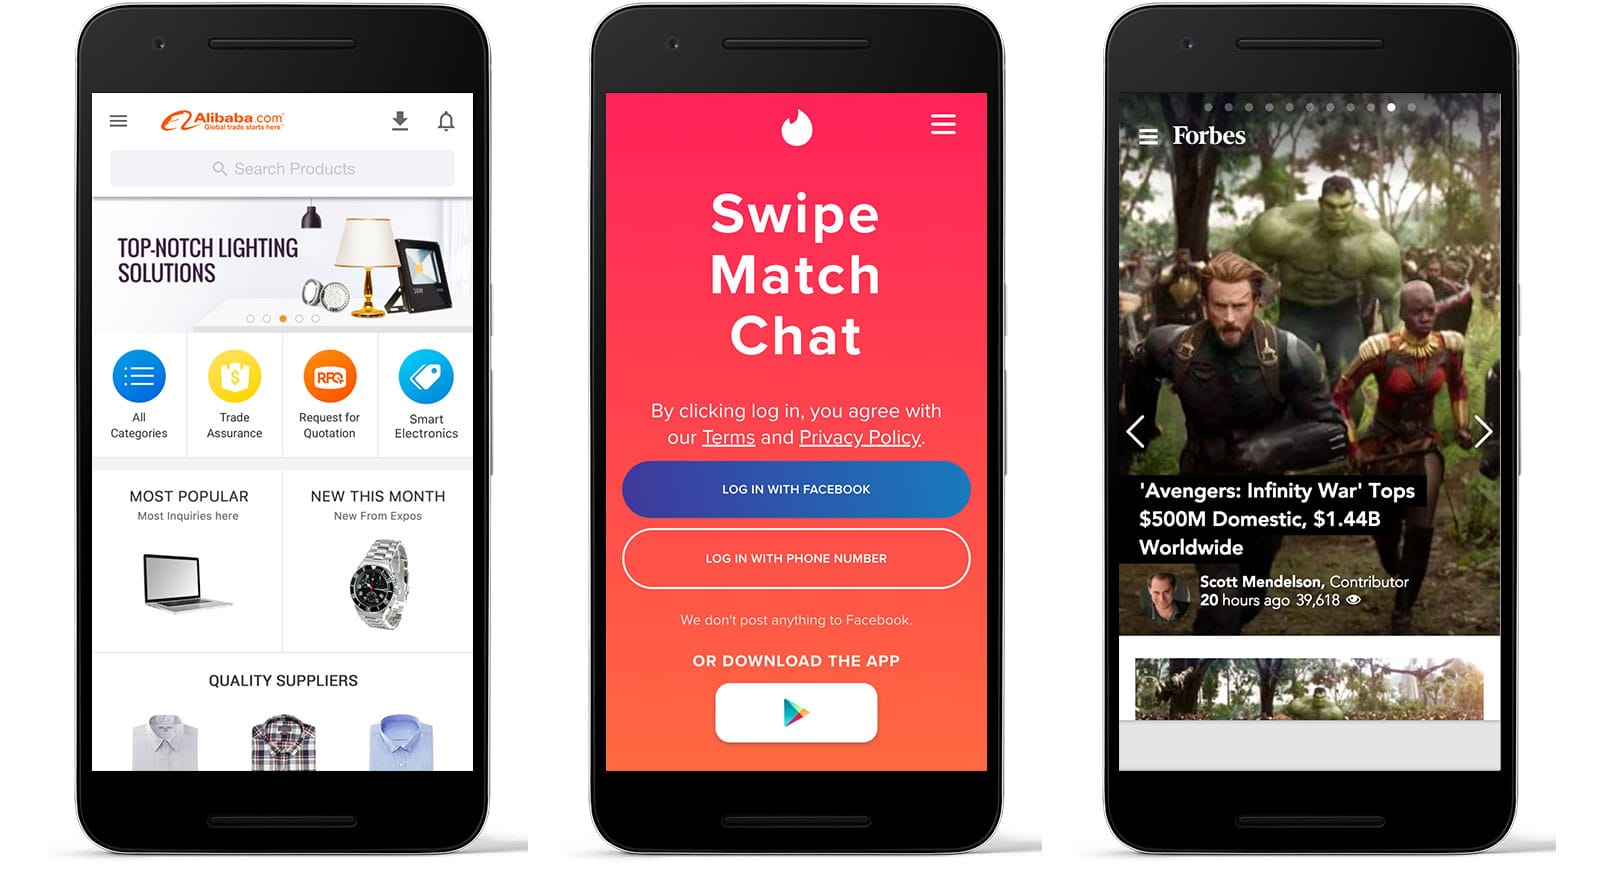 Alibaba.com
Global trade starts here™
Search Products
TOP-NOTCH LIGHTING
SOLUTIONS
All
Categories
Trade
Assurance
RFQ
Request for
Quotation
Smart
Electronics
MOST POPULAR
Most Inquiries here
NEW THIS MONTH
New From Expos
QUALITY SUPPLIERS
Swipe
Match
Chat
By clicking log in, you agree with
our Terms and Privacy Policy.
LOG IN WITH FACEBOOK
LOG IN WITH PHONE NUMBER
We don't post anything to Facebook.
OR DOWNLOAD THE APP
Forbes
'Avengers: Infinity War' Tops
$500M Domestic, $1.44B
Worldwide
Scott Mendelson, Contributor
20 hours ago 39,618